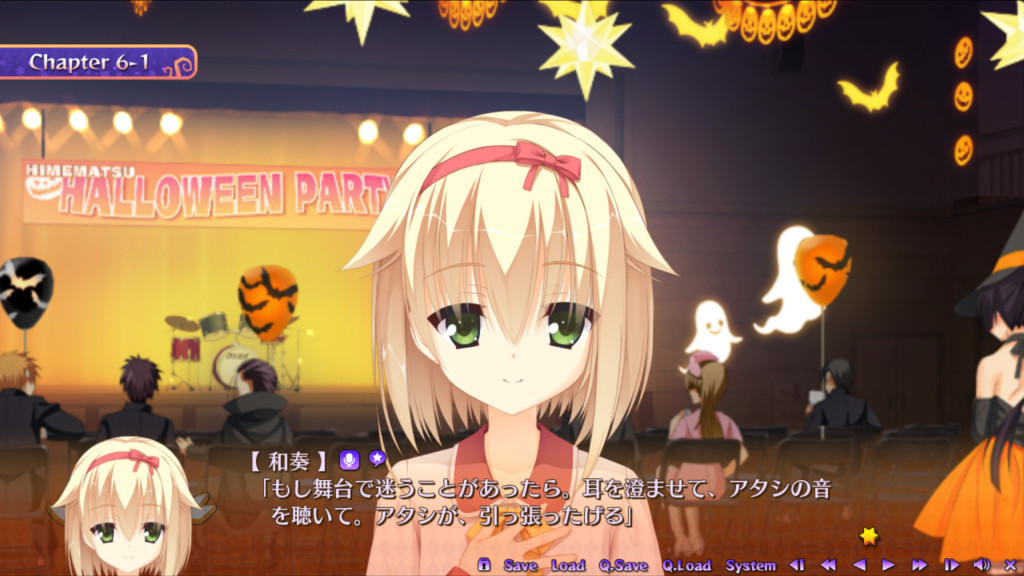 Chapter 6-1
HIMEMATSU
HALLOWEEN PARTY
【 和奏 】
「もし舞台で迷うことがあったら。耳を澄ませて、アタシの音
を聴いて。アタシが、引っ張ったげる」
Save Load Q.Save Q.Load System